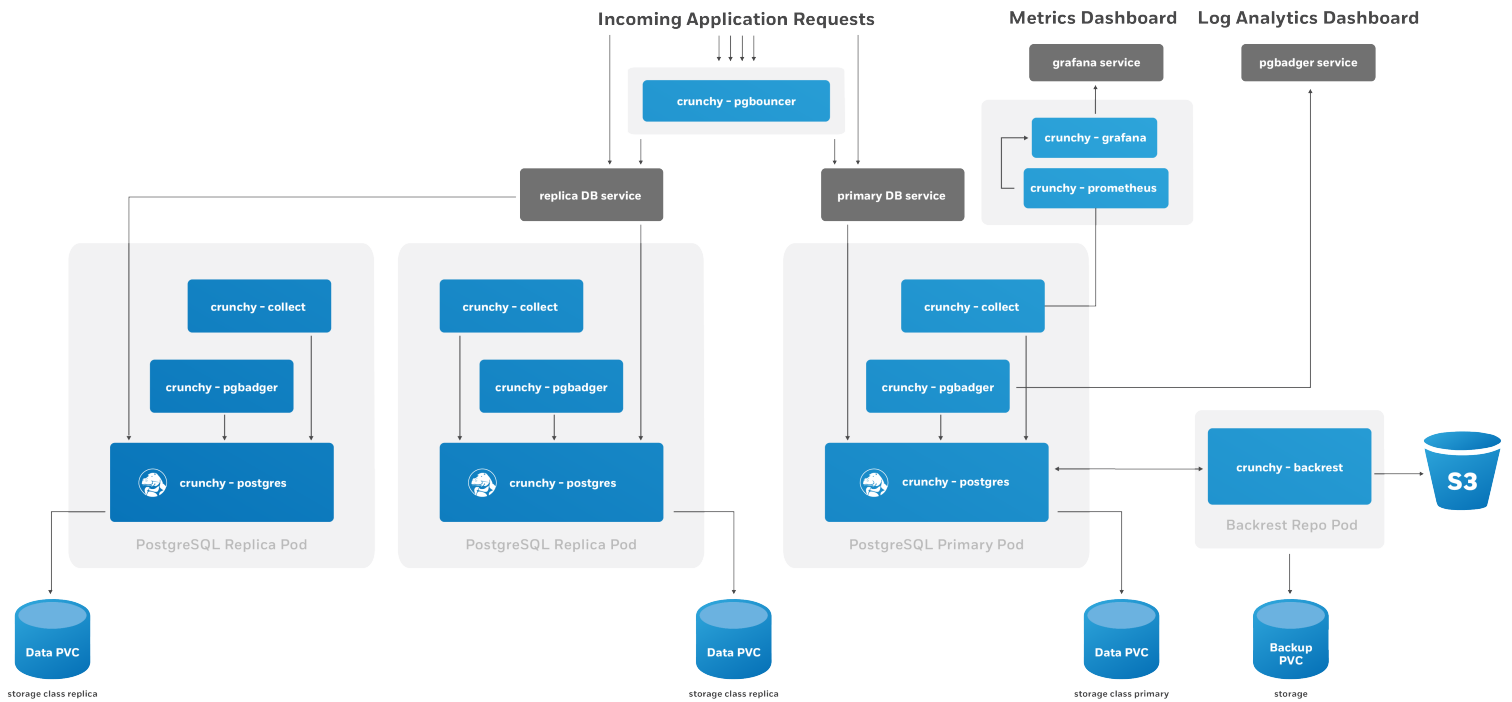 Incoming Application Requests
Metrics Dashboard
Log Analytics Dashboard
grafana service
pgbadger service
crunchy - pgbouncer
crunchy - grafana
crunchy - prometheus
replica DB service
primary DB service
crunchy - collect
crunchy - collect
crunchy - collect
crunchy - pgbadger
crunchy - pgbadger
crunchy - pgbadger
crunchy - postgres
crunchy - postgres
crunchy - postgres
crunchy - backrest
S3
PostgreSQL Replica Pod
PostgreSQL Replica Pod
PostgreSQL Primary Pod
Backrest Repo Pod
Data PVC
Data PVC
Data PVC
Backup
PVC
storage class replica
storage class replica
storage class primary
storage